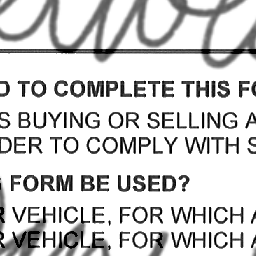 TO COMPLETE THIS
BUYING OR SELLING
DER TO COMPLY WITH
FORM BE USED?
VEHICLE, FOR WHICH
VEHICLE, FOR WHICH